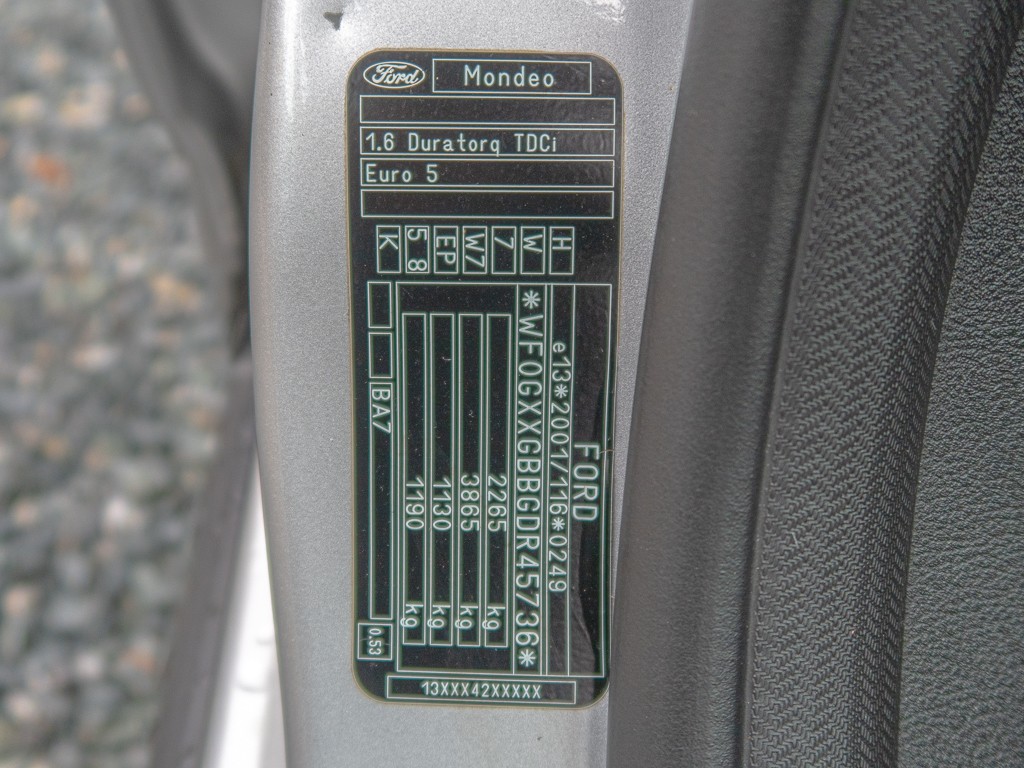 Ford
Mondeo
1.6 Duratorq TDCi
Euro 5
H
W
7
W7
EP
5 8
K
FORD
e13*2001/116*0249
*WF0GXXGBBGDR45736*
2265 kg
3865 kg
1130 kg
1190 kg
BA7
0.53
13XXX42XXXXX